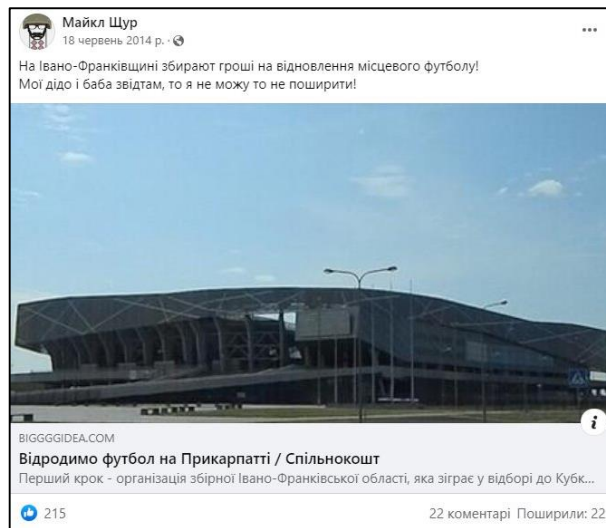 Майкл Щур
18 червень 2014 р.
На Івано-Франківщині збирают гроші на відновлення місцевого футболу!
Мої дідо і баба звідтам, то я не можу то не поширити!
BIGGGGIDEA.COM
Відродимо футбол на Прикарпатті / Спільнокошт
Перший крок - організація збірної Івано-Франківської області, яка зіграє у відборі до Кубк...
215
22 коментарі Поширили: 22